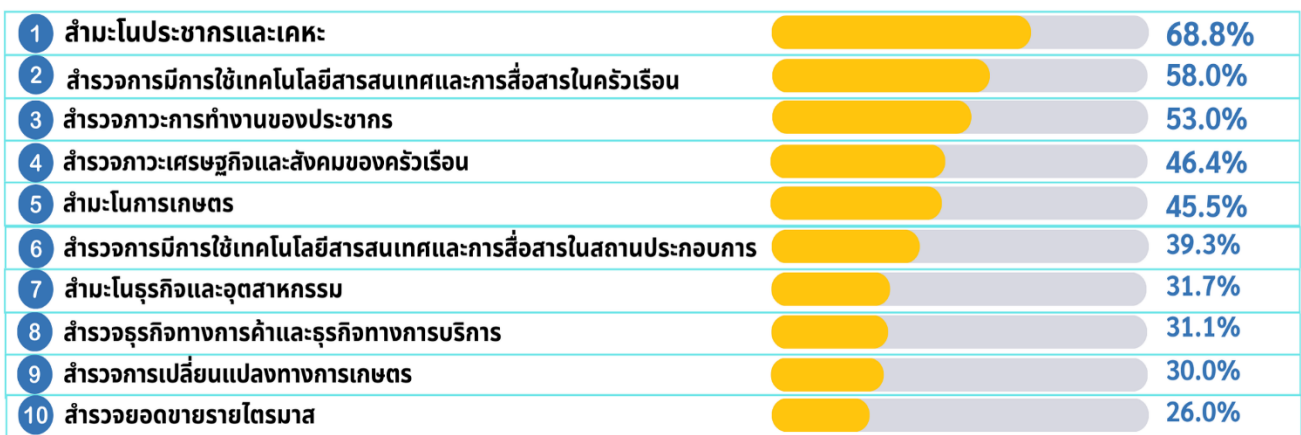 1 สำมะโนประชากรและเคหะ 68.8%
2 สำรวจการมีการใช้เทคโนโลยีสารสนเทศและการสื่อสารในครัวเรือน 58.0%
3 สำรวจภาวะการทำงานของประชากร 53.0%
4 สำรวจภาวะเศรษฐกิจและสังคมของครัวเรือน 46.4%
5 สำมะโนการเกษตร 45.5%
6 สำรวจการมีการใช้เทคโนโลยีสารสนเทศและการสื่อสารในสถานประกอบการ 39.3%
7 สำมะโนธุรกิจและอุตสาหกรรม 31.7%
8 สำรวจธุรกิจทางการค้าและธุรกิจทางการบริการ 31.1%
9 สำรวจการเปลี่ยนแปลงทางการเกษตร 30.0%
10 สำรวจยอดขายรายไตรมาส 26.0%